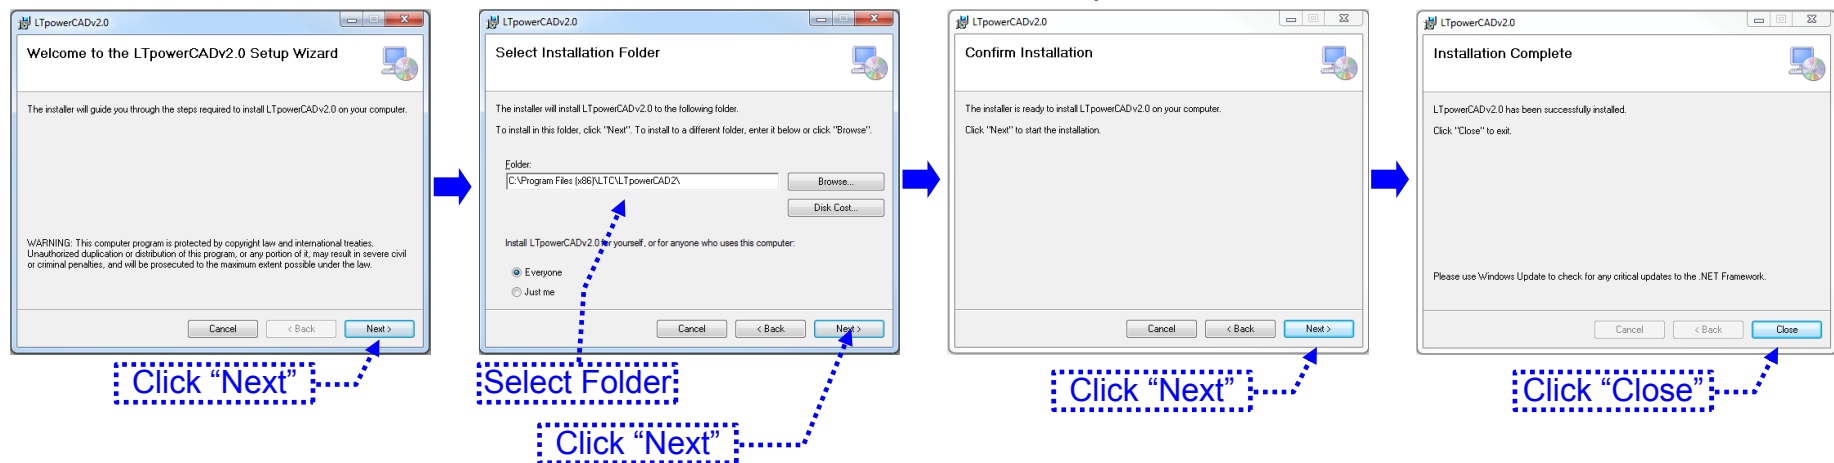 LTpowerCADv2.0
Welcome to the LTpowerCADv2.0 Setup Wizard
The installer will guide you through the steps required to install LTpowerCADv2.0 on your computer.
WARNING: This computer program is protected by copyright law and international treaties.
Unauthorized duplication or distribution of this program, or any portion of it, may result in severe civil
or criminal penalties, and will be prosecuted to the maximum extent possible under the law.
Cancel
< Back
Next >
Click “Next”
LTpowerCADv2.0
Select Installation Folder
The installer will install LTpowerCADv2.0 to the following folder.
To install in this folder, click "Next". To install to a different folder, enter it below or click "Browse".
Folder:
C:\Program Files (x86)\LTC\LTpowerCAD2\
Browse...
Disk Cost...
Install LTpowerCADv2.0 for yourself, or for anyone who uses this computer:
Everyone
Just me
Cancel
< Back
Next >
Select Folder
Click “Next”
LTpowerCADv2.0
Confirm Installation
The installer is ready to install LTpowerCADv2.0 on your computer.
Click "Next" to start the installation.
Cancel
< Back
Next >
Click “Next”
LTpowerCADv2.0
Installation Complete
LTpowerCADv2.0 has been successfully installed.
Click "Close" to exit.
Please use Windows Update to check for any critical updates to the .NET Framework.
Cancel
< Back
Close
Click “Close”